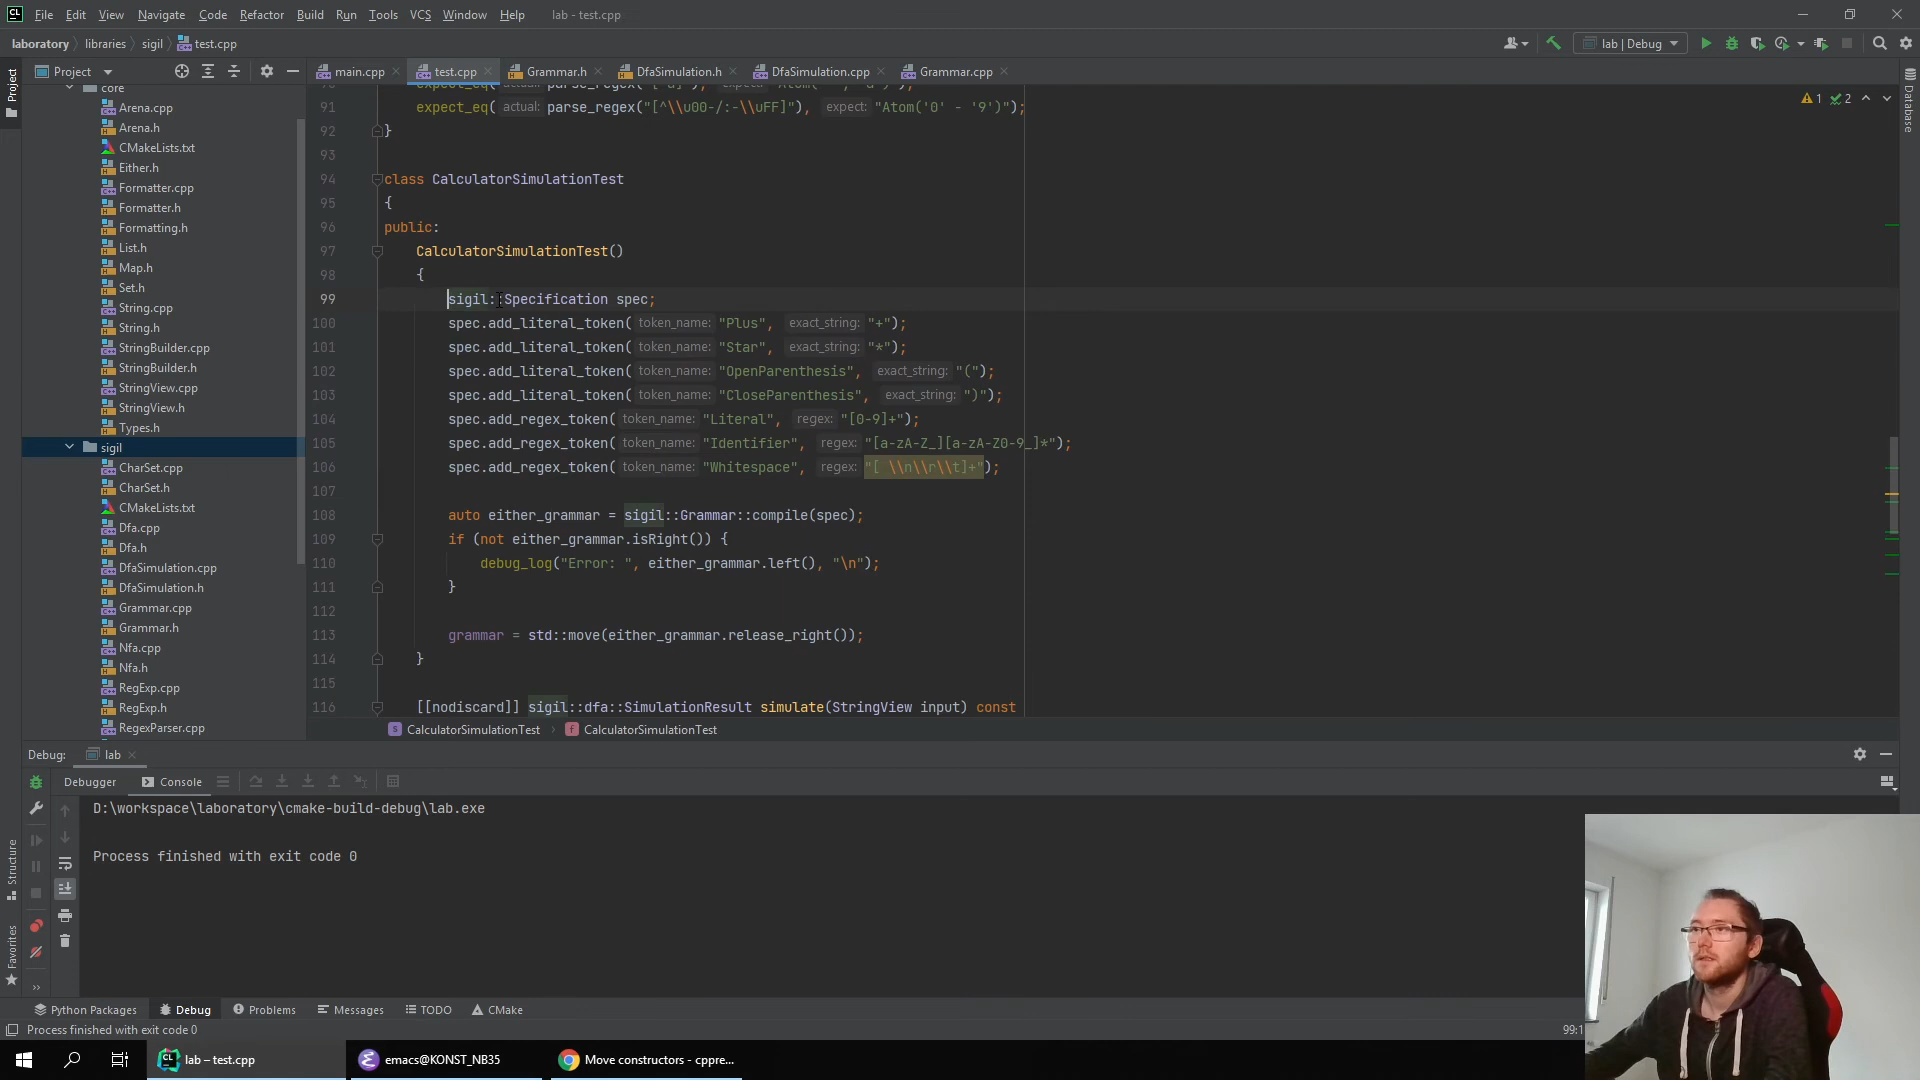 File Edit View Navigate Code Refactor Build Run Tools VCS Window Help lab - test.cpp
laboratory libraries sigil test.cpp
lab | Debug
Project
main.cpp test.cpp Grammar.h DfaSimulation.h DfaSimulation.cpp Grammar.cpp
core
Arena.cpp
Arena.h
CMakeLists.txt
Either.h
Formatter.cpp
Formatter.h
Formatting.h
List.h
Map.h
Set.h
String.cpp
String.h
StringBuilder.cpp
StringBuilder.h
StringView.cpp
StringView.h
Types.h
sigil
CharSet.cpp
CharSet.h
CMakeLists.txt
Dfa.cpp
Dfa.h
DfaSimulation.cpp
DfaSimulation.h
Grammar.cpp
Grammar.h
Nfa.cpp
Nfa.h
RegExp.cpp
RegExp.h
RegexParser.cpp
91 expect_eq( actual: parse_regex("[^\\u00-/:-\\uFF]"), expect: "Atom('0' - '9')");
92 }
93
94 class CalculatorSimulationTest
95 {
96 public:
97 CalculatorSimulationTest()
98 {
99 sigil::Specification spec;
100 spec.add_literal_token( token_name: "Plus", exact_string: "+");
101 spec.add_literal_token( token_name: "Star", exact_string: "*");
102 spec.add_literal_token( token_name: "OpenParenthesis", exact_string: "(");
103 spec.add_literal_token( token_name: "CloseParenthesis", exact_string: ")");
104 spec.add_regex_token( token_name: "Literal", regex: "[0-9]+");
105 spec.add_regex_token( token_name: "Identifier", regex: "[a-zA-Z_][a-zA-Z0-9_]*");
106 spec.add_regex_token( token_name: "Whitespace", regex: "[ \\n\\r\\t]+");
107
108 auto either_grammar = sigil::Grammar::compile(spec);
109 if (not either_grammar.isRight()) {
110 debug_log("Error: ", either_grammar.left(), "\n");
111 }
112
113 grammar = std::move(either_grammar.release_right());
114 }
115
116 [[nodiscard]] sigil::dfa::SimulationResult simulate(StringView input) const
1 2
CalculatorSimulationTest CalculatorSimulationTest
Project
Structure
Favorites
Database
Debug: lab
Debugger Console
D:\workspace\laboratory\cmake-build-debug\lab.exe
Process finished with exit code 0
Python Packages Debug Problems Messages TODO CMake
Process finished with exit code 0
99:1
lab – test.cpp emacs@KONST_NB35 Move constructors - cppre...